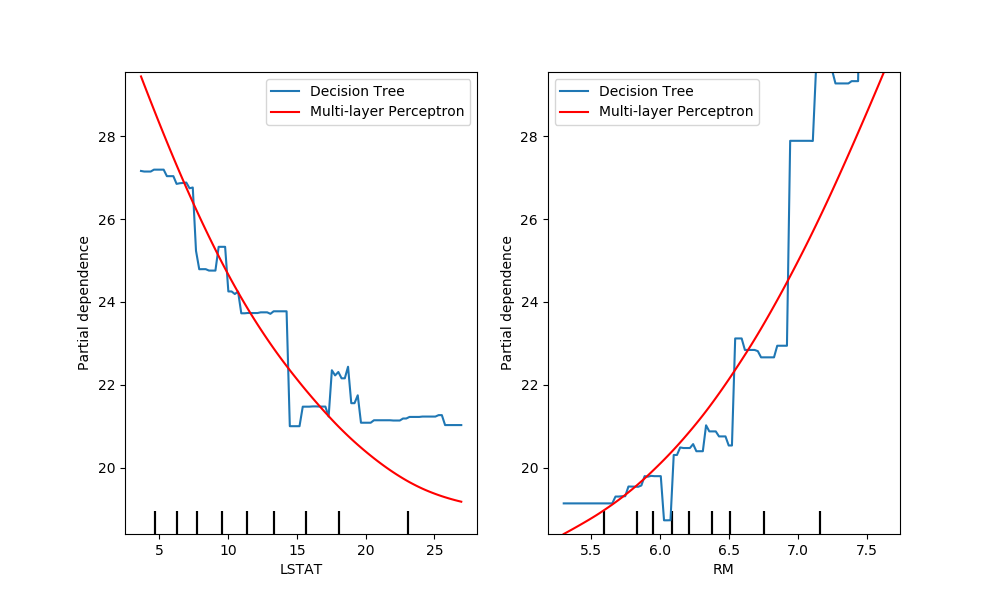 Decision Tree
Multi-layer Perceptron
28
26
24
22
20
Partial dependence
5
10
15
20
25
LSTAT
Decision Tree
Multi-layer Perceptron
28
26
24
22
20
Partial dependence
5.5
6.0
6.5
7.0
7.5
RM